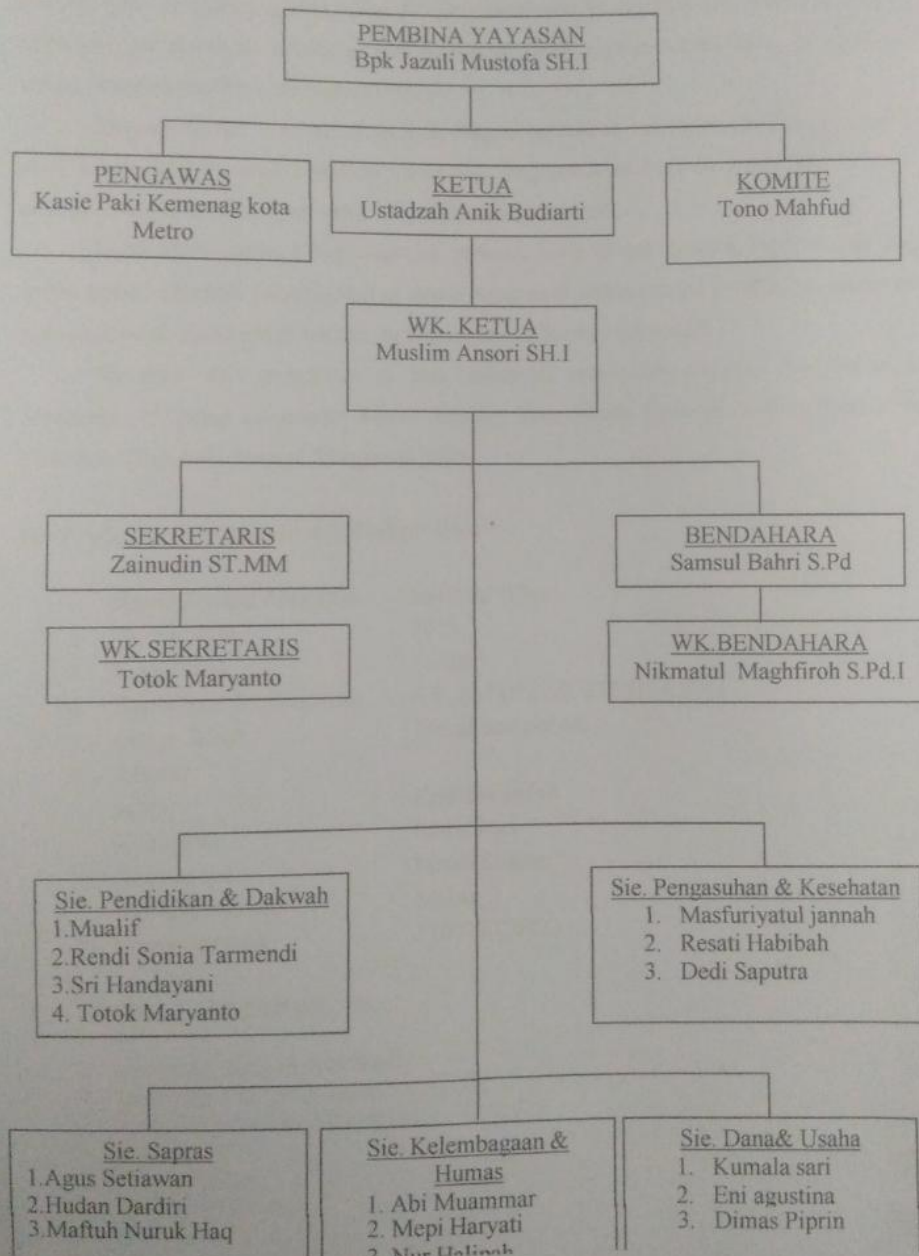 PEMBINA YAYASAN
Bpk Jazuli Mustofa SH.I
PENGAWAS
Kasie Paki Kemenag kota
Metro
KETUA
Ustadzah Anik Budiarti
KOMITE
Tono Mahfud
WK. KETUA
Muslim Ansori SH.I
SEKRETARIS
Zainudin ST.MM
BENDAHARA
Samsul Bahri S.Pd
WK.SEKRETARIS
Totok Maryanto
WK.BENDAHARA
Nikmatul Maghfiroh S.Pd.I
Sie. Pendidikan & Dakwah
1.Mualif
2.Rendi Sonia Tarmendi
3.Sri Handayani
4. Totok Maryanto
Sie. Pengasuhan & Kesehatan
1. Masfuriyatul jannah
2. Resati Habibah
3. Dedi Saputra
Sie. Sapras
1.Agus Setiawan
2.Hudan Dardiri
3.Maftuh Nuruk Haq
Sie. Kelembagaan &
Humas
1. Abi Muammar
2. Mepi Haryati
3. Nur
Sie. Dana& Usaha
1. Kumala sari
2. Eni agustina
3. Dimas Piprin